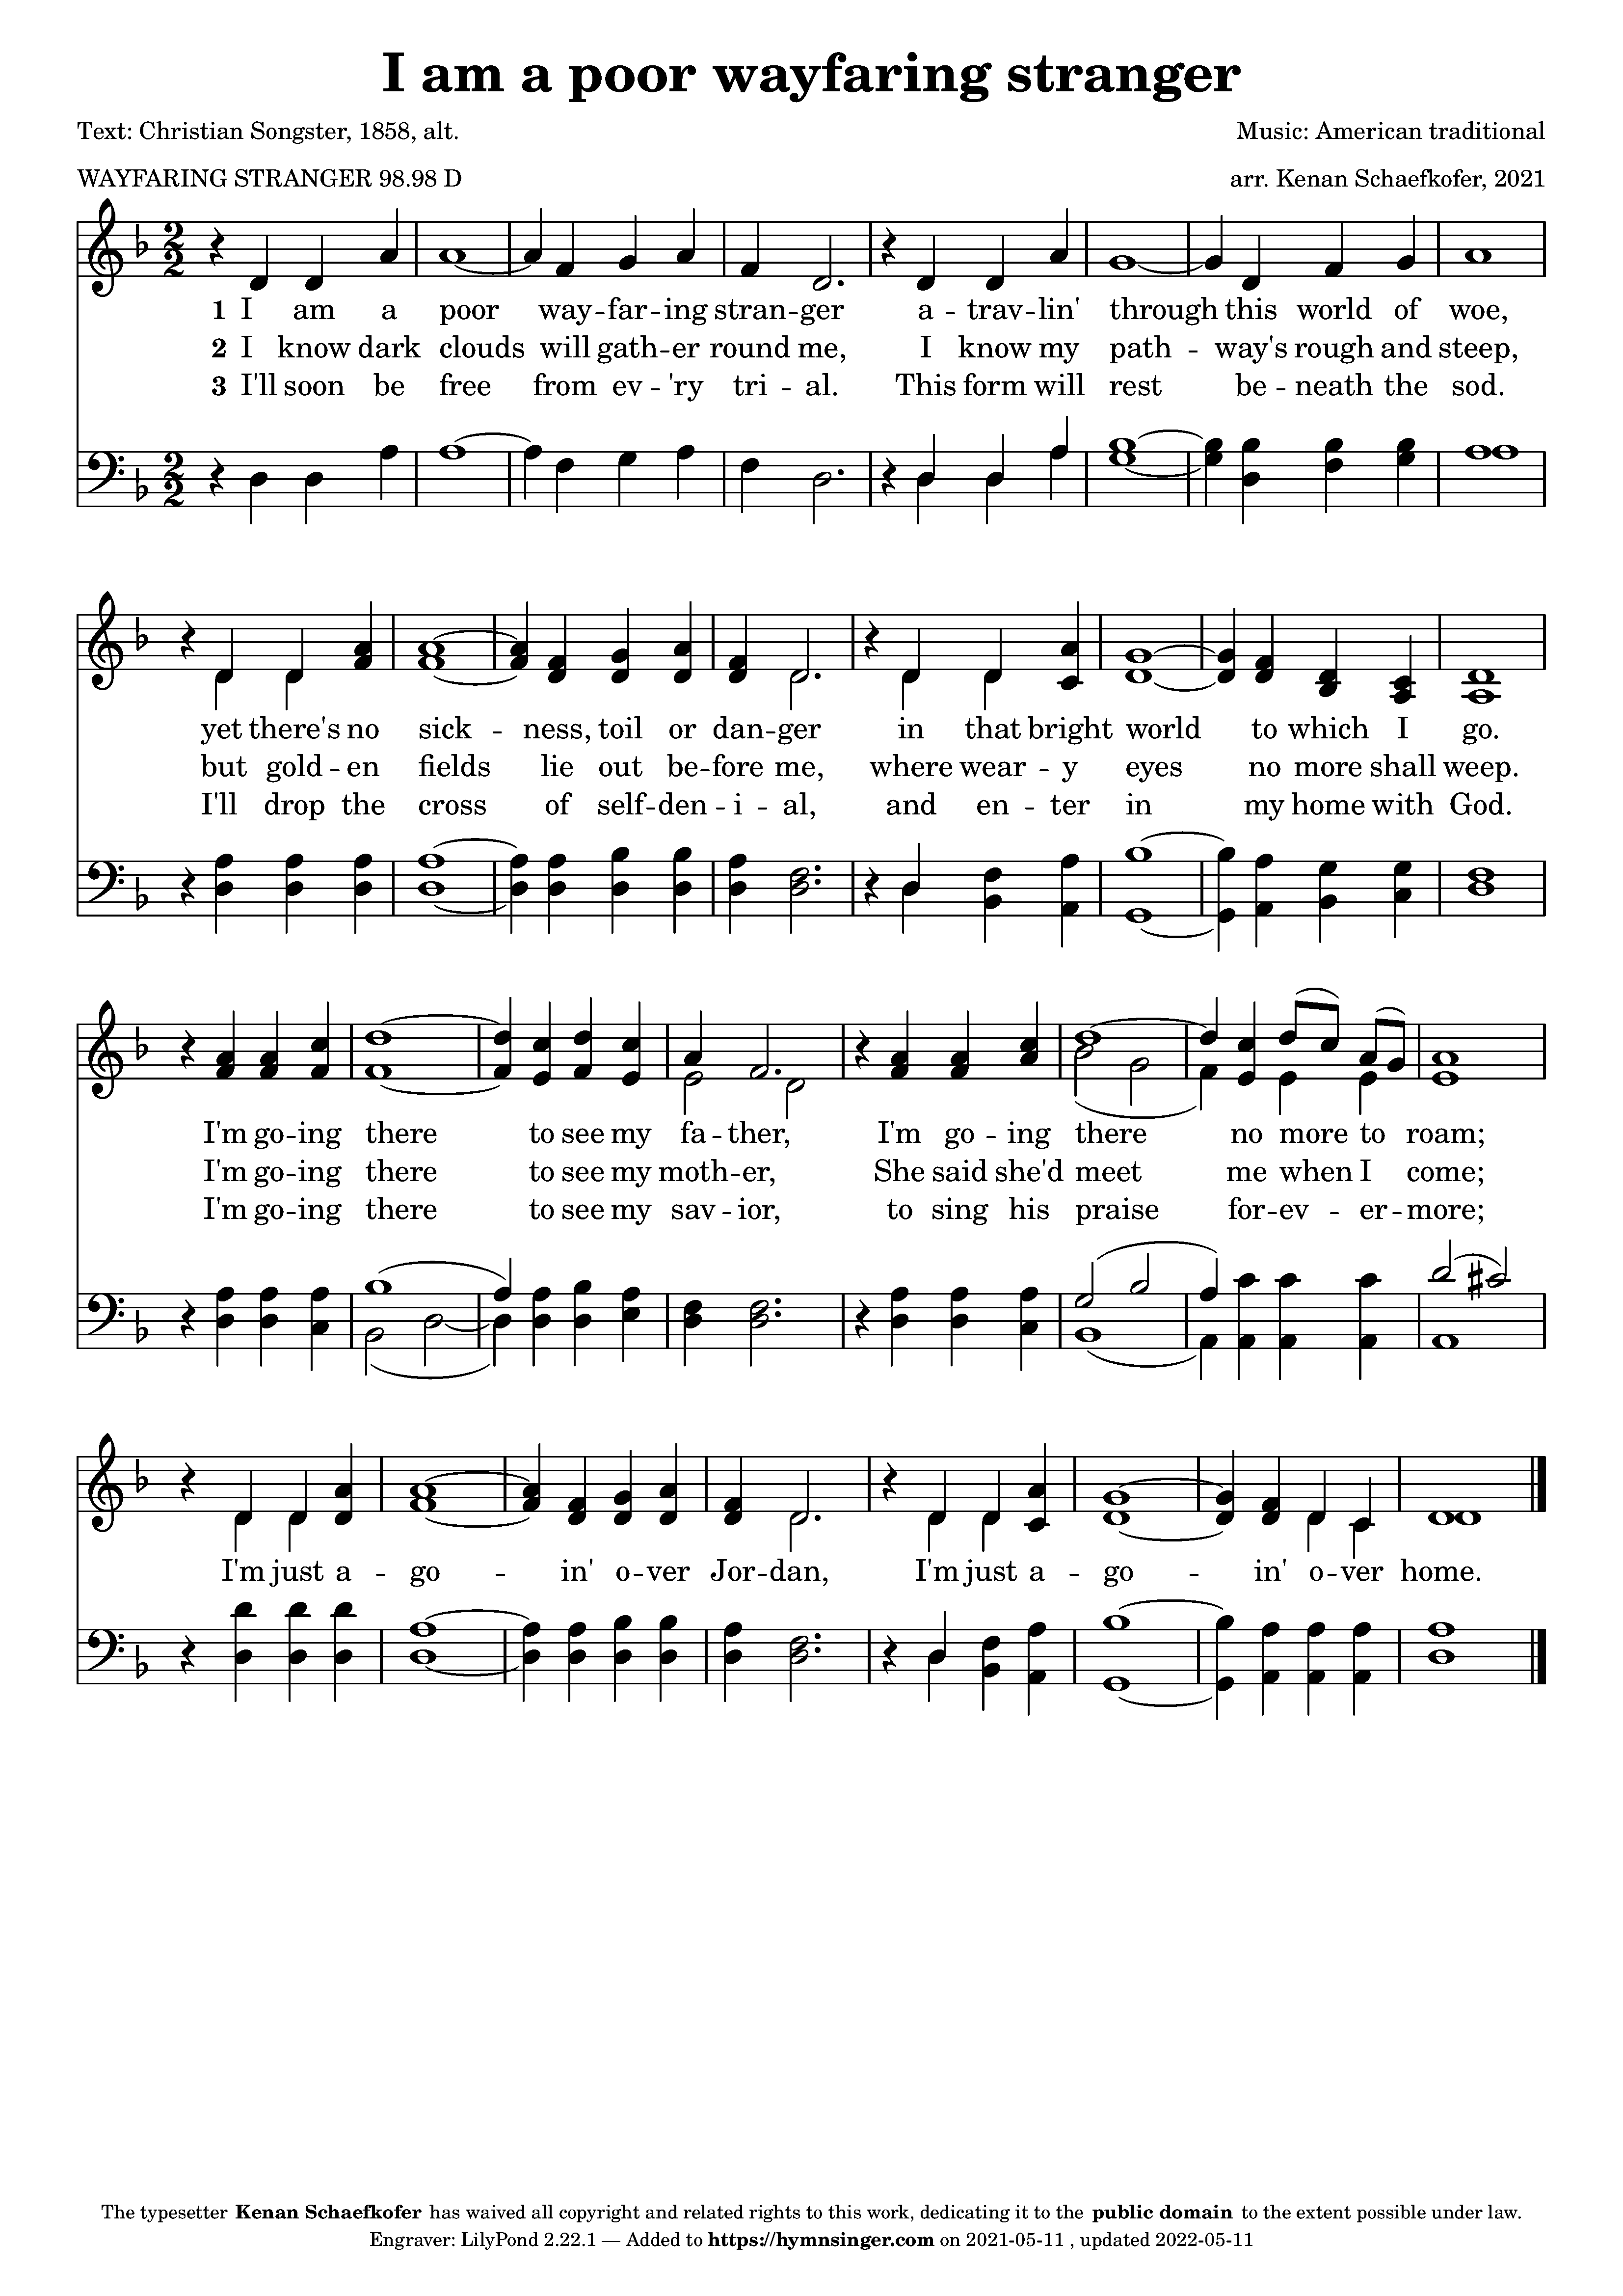 I am a poor wayfaring stranger
Text: Christian Songster, 1858, alt.
Music: American traditional
WAYFARING STRANGER 98.98 D
arr. Kenan Schaefkofer, 2021
1 I am a poor way -- far -- ing stran -- ger a -- trav -- lin' through this world of woe,
2 I know dark clouds will gath -- er round me, I know my path -- way's rough and steep,
3 I'll soon be free from ev -- 'ry tri -- al. This form will rest be -- neath the sod.
yet there's no sick -- ness, toil or dan -- ger in that bright world to which I go.
but gold -- en fields lie out be -- fore me, where wear -- y eyes no more shall weep.
I'll drop the cross of self -- den -- i -- al, and en -- ter in my home with God.
I'm go -- ing there to see my fa -- ther, I'm go -- ing there no more to roam;
I'm go -- ing there to see my moth -- er, She said she'd meet me when I come;
I'm go -- ing there to see my sav -- ior, to sing his praise for -- ev -- er -- more;
I'm just a -- go -- in' o -- ver Jor -- dan, I'm just a -- go -- in' o -- ver home.
The typesetter Kenan Schaefkofer has waived all copyright and related rights to this work, dedicating it to the public domain to the extent possible under law.
Engraver: LilyPond 2.22.1 — Added to https://hymnsinger.com on 2021-05-11 , updated 2022-05-11